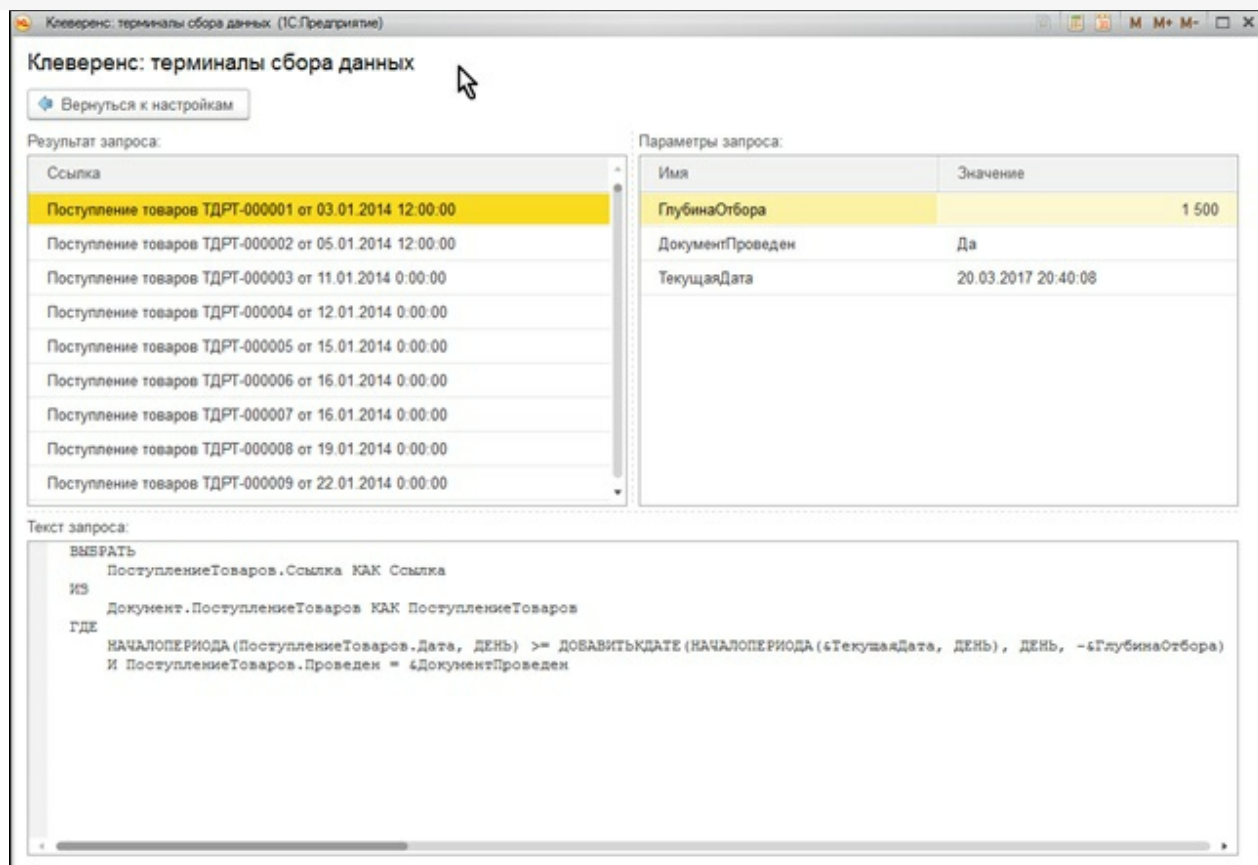 Клеверенс: терминалы сбора данных (1С:Предприятие)
M M+ M-
Клеверенс: терминалы сбора данных
Вернуться к настройкам
Результат запроса:
Ссылка
Поступление товаров ТДРТ-000001 от 03.01.2014 12:00:00
Поступление товаров ТДРТ-000002 от 05.01.2014 12:00:00
Поступление товаров ТДРТ-000003 от 11.01.2014 0:00:00
Поступление товаров ТДРТ-000004 от 12.01.2014 0:00:00
Поступление товаров ТДРТ-000005 от 15.01.2014 0:00:00
Поступление товаров ТДРТ-000006 от 16.01.2014 0:00:00
Поступление товаров ТДРТ-000007 от 16.01.2014 0:00:00
Поступление товаров ТДРТ-000008 от 19.01.2014 0:00:00
Поступление товаров ТДРТ-000009 от 22.01.2014 0:00:00
Параметры запроса:
Имя Значение
ГлубинаОтбора 1 500
ДокументПроведен Да
ТекущаяДата 20.03.2017 20:40:08
Текст запроса:
ВЫБРАТЬ
ПоступлениеТоваров.Ссылка КАК Ссылка
ИЗ
Документ.ПоступлениеТоваров КАК ПоступлениеТоваров
ГДЕ
НАЧАЛОПЕРИОДА(ПоступлениеТоваров.Дата, ДЕНЬ) >= ДОБАВИТЬКДАТЕ(НАЧАЛОПЕРИОДА(&ТекущаяДата, ДЕНЬ), ДЕНЬ, -&ГлубинаОтбора)
И ПоступлениеТоваров.Проведен = &ДокументПроведен